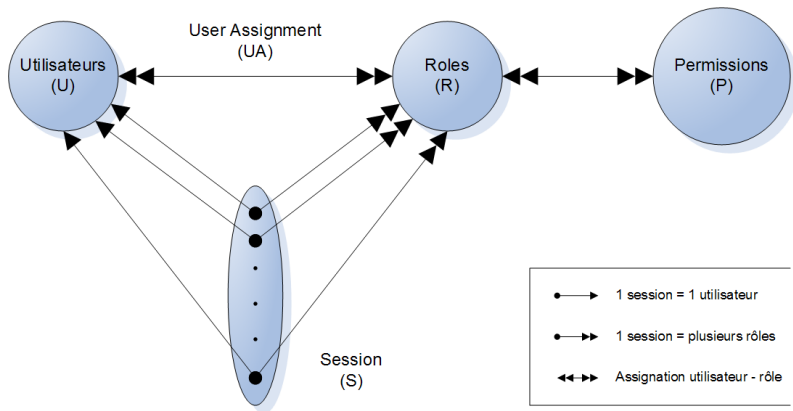 User Assignment
(UA)
Utilisateurs
(U)
Roles
(R)
Permissions
(P)
Session
(S)
1 session = 1 utilisateur
1 session = plusieurs rôles
Assignation utilisateur - rôle